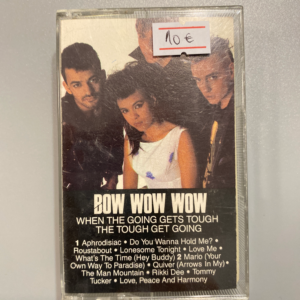 10 €
BOW WOW WOW
WHEN THE GOING GETS TOUGH
THE TOUGH GET GOING
1 Aphrodisiac • Do You Wanna Hold Me? •
Roustabout • Lonesome Tonight • Love Me •
What's The Time (Hey Buddy) 2 Mario (Your
Own Way To Paradise) • Quiver (Arrows In My) •
The Man Mountain • Rikki Dee • Tommy
Tucker • Love, Peace And Harmony